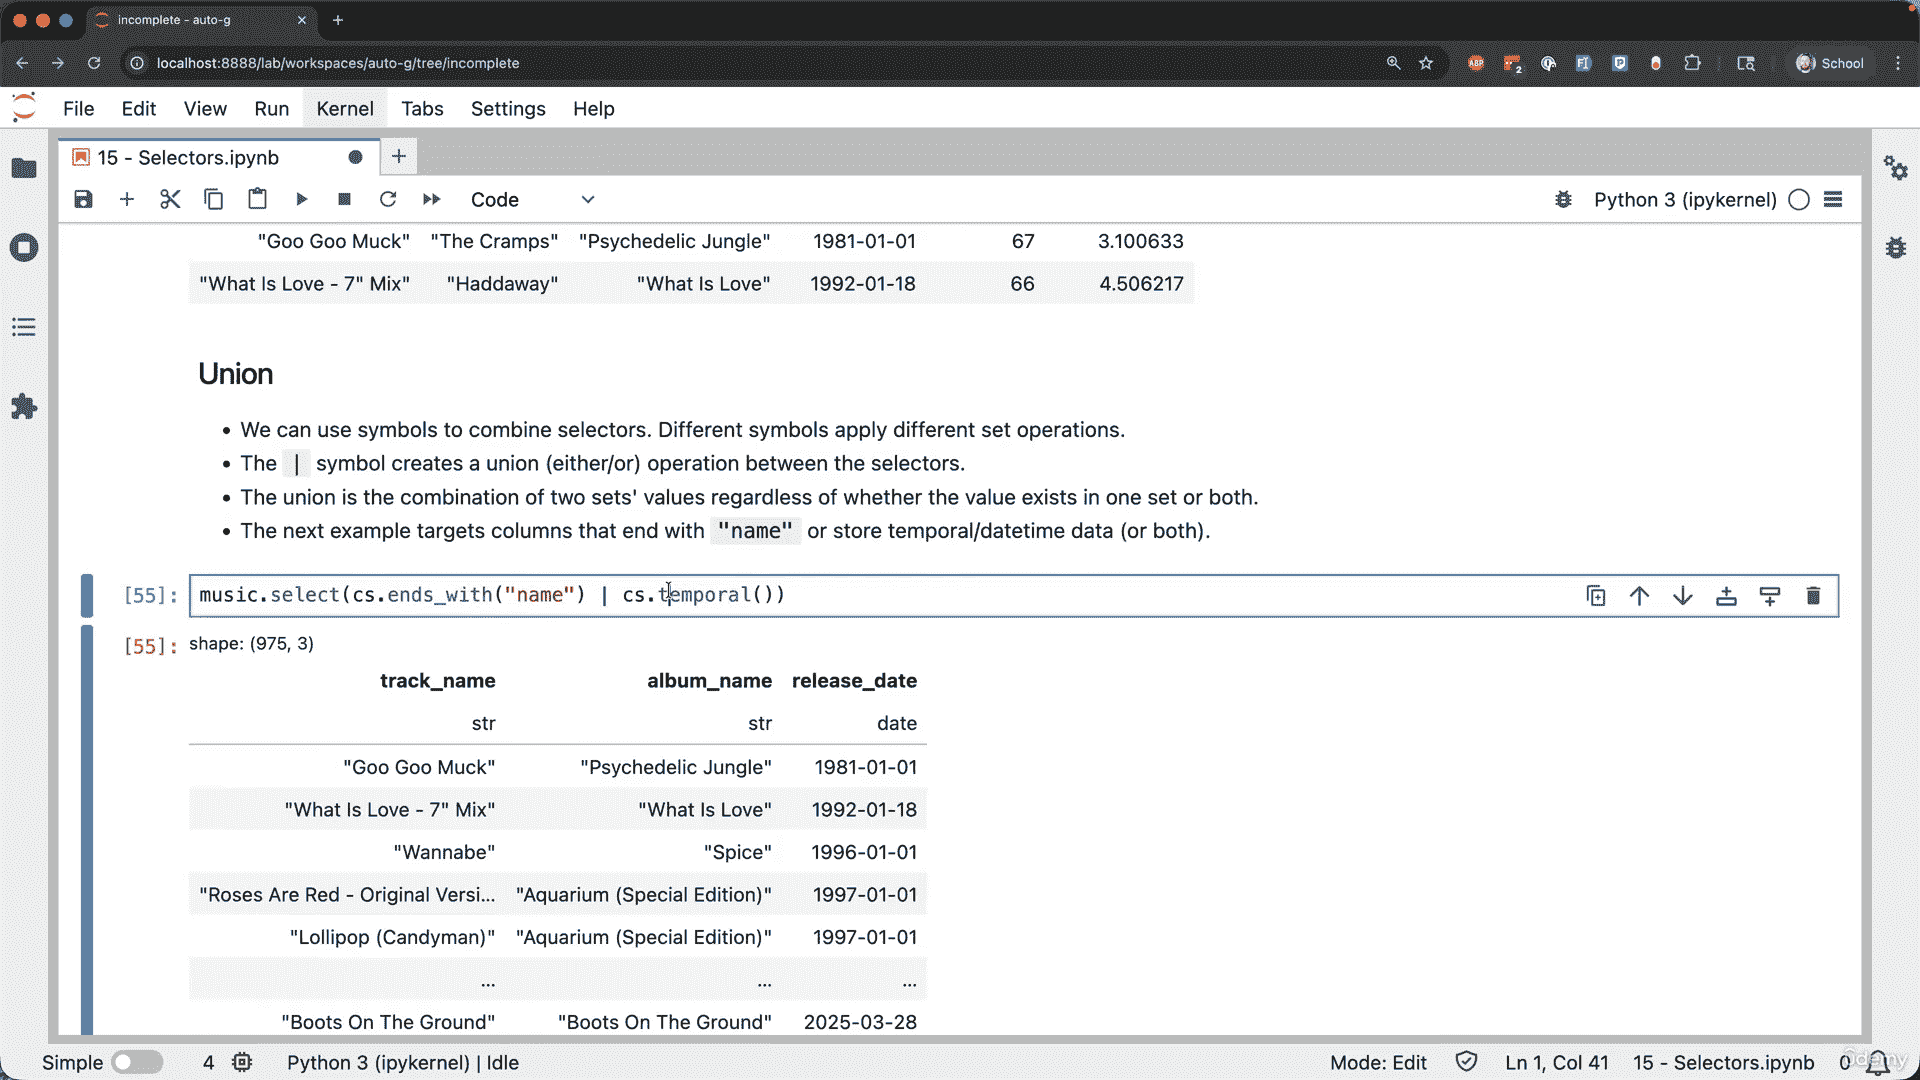 incomplete - auto-g
localhost:8888/lab/workspaces/auto-g/tree/incomplete
ABP
2
School
File Edit View Run Kernel Tabs Settings Help
15 - Selectors.ipynb
Code
Python 3 (ipykernel)
"Goo Goo Muck" "The Cramps" "Psychedelic Jungle" 1981-01-01 67 3.100633
"What Is Love - 7" Mix" "Haddaway" "What Is Love" 1992-01-18 66 4.506217
Union
• We can use symbols to combine selectors. Different symbols apply different set operations.
• The | symbol creates a union (either/or) operation between the selectors.
• The union is the combination of two sets' values regardless of whether the value exists in one set or both.
• The next example targets columns that end with "name" or store temporal/datetime data (or both).
[55]: music.select(cs.ends_with("name") | cs.temporal())
[55]: shape: (975, 3)
track_name album_name release_date
str str date
"Goo Goo Muck" "Psychedelic Jungle" 1981-01-01
"What Is Love - 7" Mix" "What Is Love" 1992-01-18
"Wannabe" "Spice" 1996-01-01
"Roses Are Red - Original Versi... "Aquarium (Special Edition)" 1997-01-01
"Lollipop (Candyman)" "Aquarium (Special Edition)" 1997-01-01
... ... ...
"Boots On The Ground" "Boots On The Ground" 2025-03-28
Simple 4 Python 3 (ipykernel) | Idle Mode: Edit Ln 1, Col 41 15 - Selectors.ipynb 0
Udemy